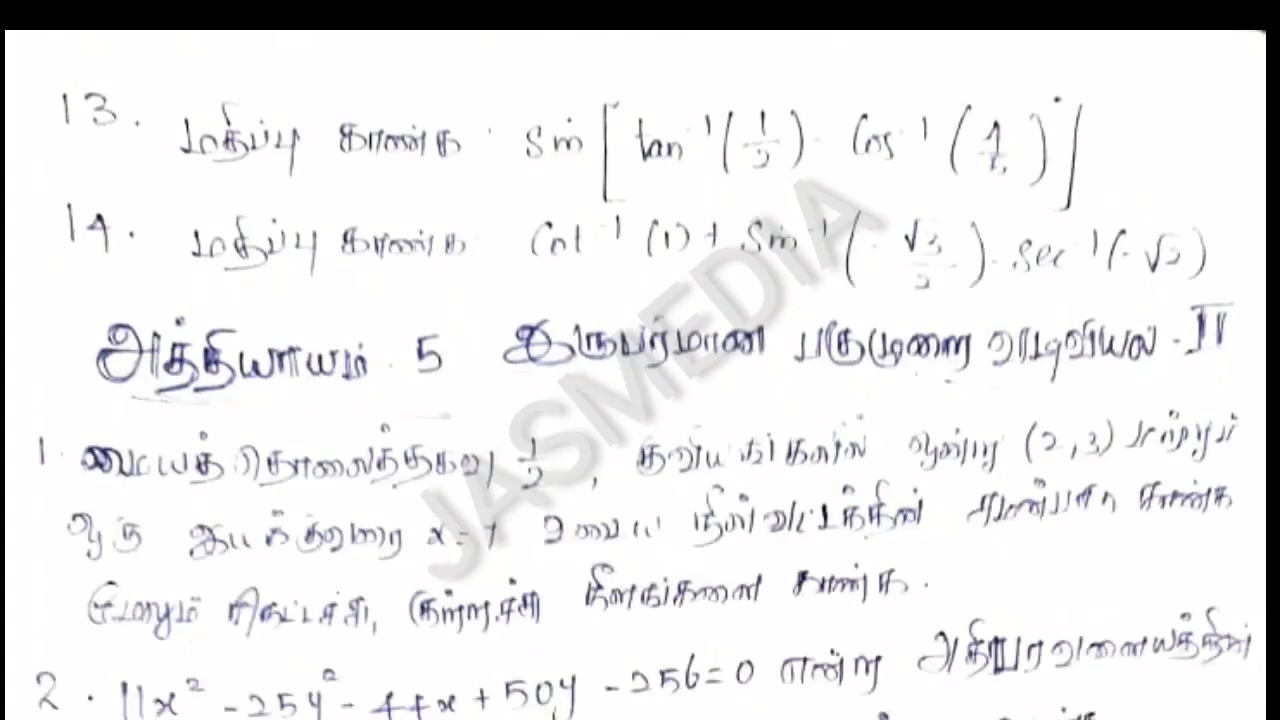 13. மதிப்பு காண்க sin [tan⁻¹(1/2) - cos⁻¹(4/5)]
14. மதிப்பு காண்க cot⁻¹(1) + sin⁻¹(-√3/2) - sec⁻¹(-√2)
அத்தியாயம் 5 இருபரிமாண பகுமுறை வடிவியல் - II
1. மையத் தொலைத்தகவு 1/2, குவியங்களில் ஒன்று (2,3) மற்றும்
ஒரு இயக்குவரை x=7 உடைய நீள்வட்டத்தின் சமன்பாடு காண்க
மேலும் நெட்டச்சு, குற்றச்சு நீளங்களை காண்க.
2. 11x² - 25y² - 44x + 50y - 256 = 0 என்ற அதிபரவளையத்தின்
JASMEDIA